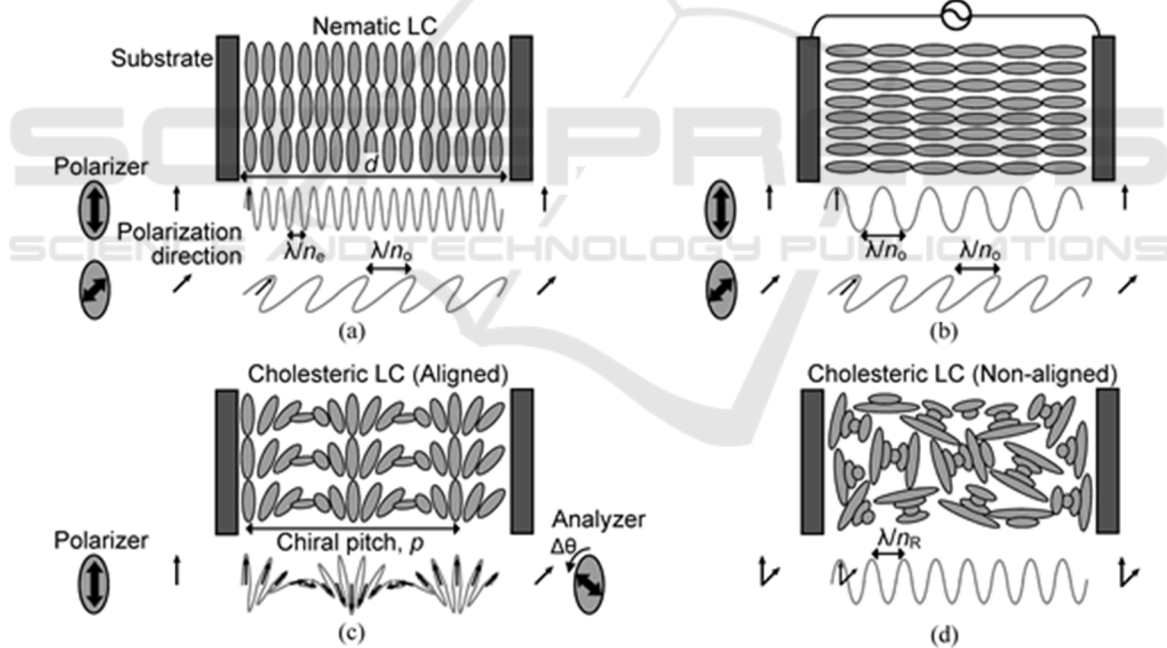 Nematic LC
Substrate
d
Polarizer
Polarization
direction
λ/nₑ
λ/nₒ
(a)
λ/nₒ
λ/nₒ
(b)
SCITEPRESS
SCIENCE AND TECHNOLOGY PUBLICATIONS
Cholesteric LC (Aligned)
Polarizer
Chiral pitch, p
Analyzer
Δθ
(c)
Cholesteric LC (Non-aligned)
λ/n_R
(d)